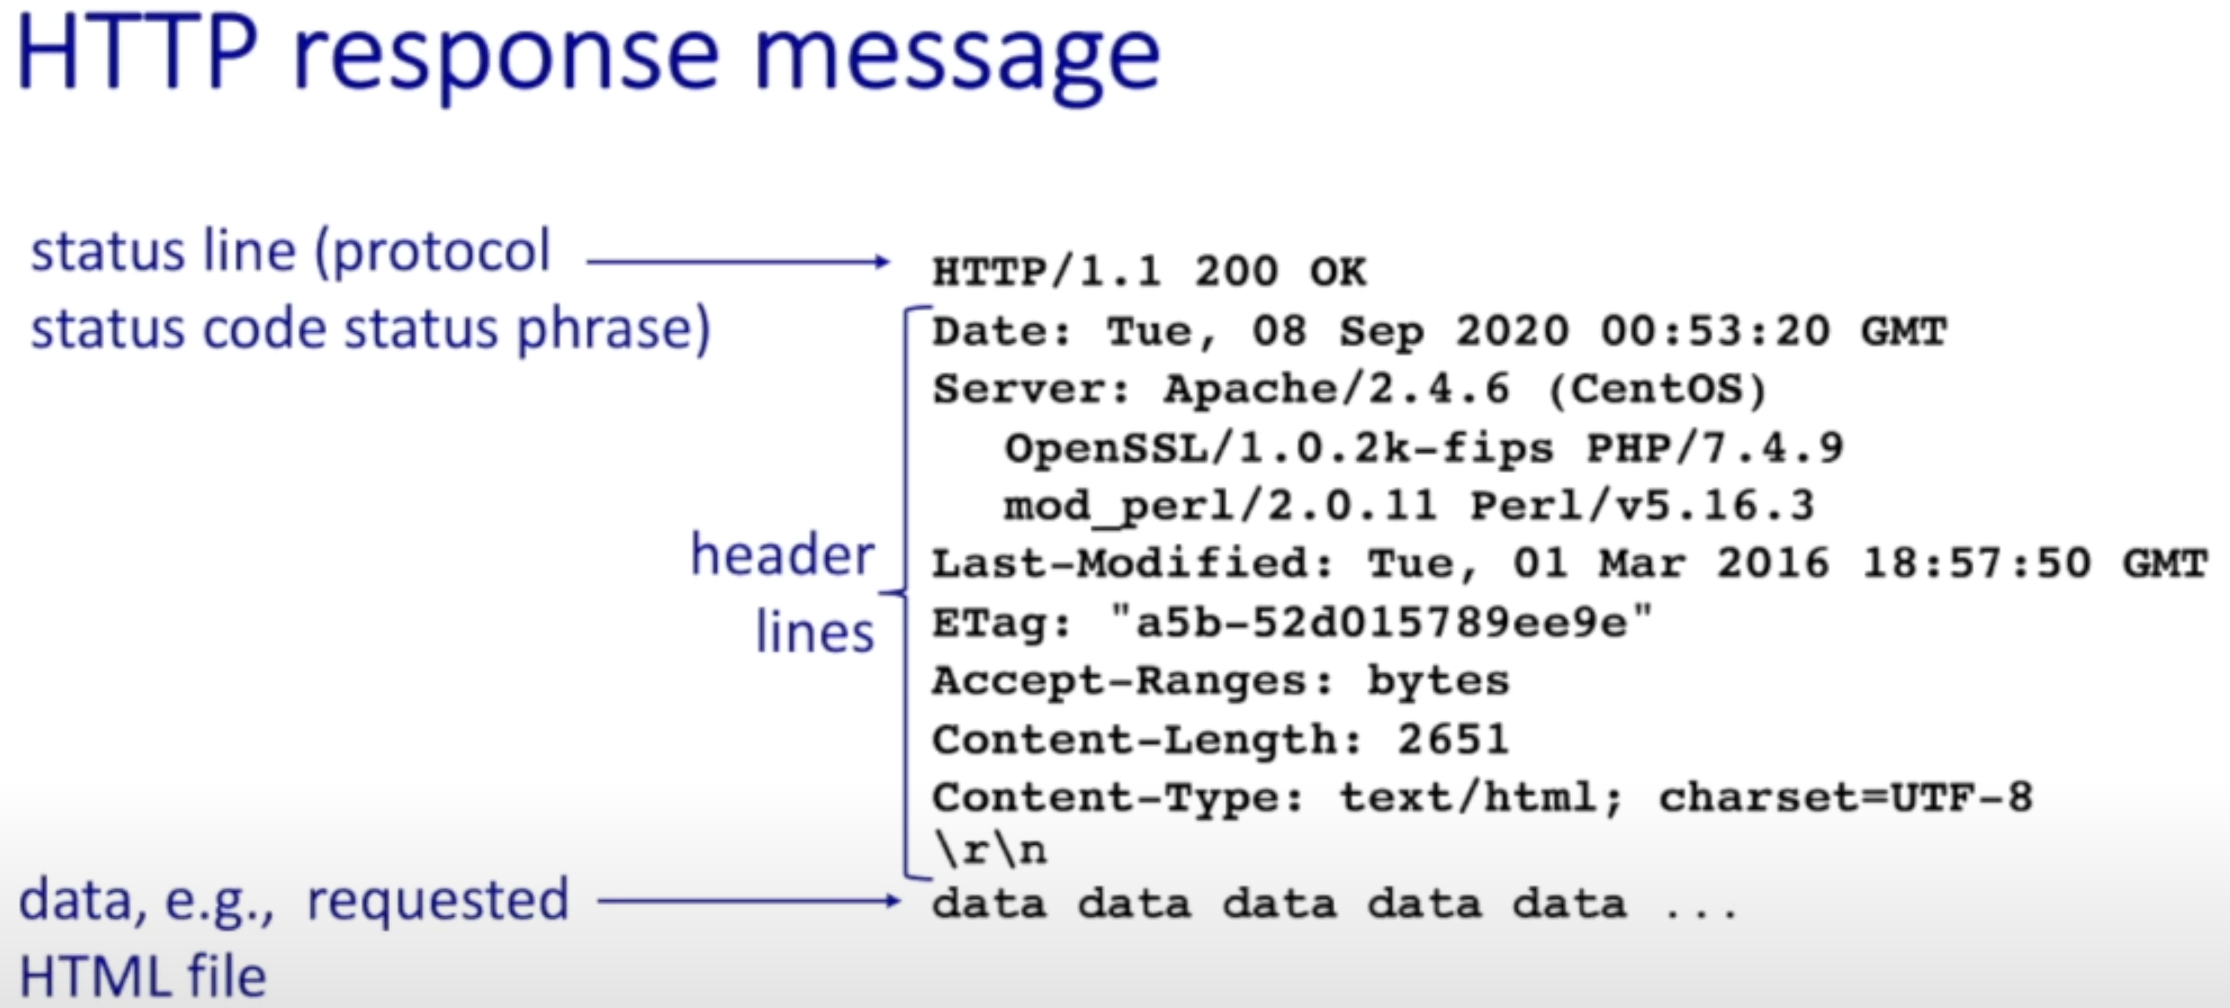 HTTP response message
status line (protocol
status code status phrase)
HTTP/1.1 200 OK
Date: Tue, 08 Sep 2020 00:53:20 GMT
Server: Apache/2.4.6 (CentOS)
OpenSSL/1.0.2k-fips PHP/7.4.9
mod_perl/2.0.11 Perl/v5.16.3
header
lines
Last-Modified: Tue, 01 Mar 2016 18:57:50 GMT
ETag: "a5b-52d015789ee9e"
Accept-Ranges: bytes
Content-Length: 2651
Content-Type: text/html; charset=UTF-8
\r\n
data, e.g., requested
HTML file
data data data data data ...